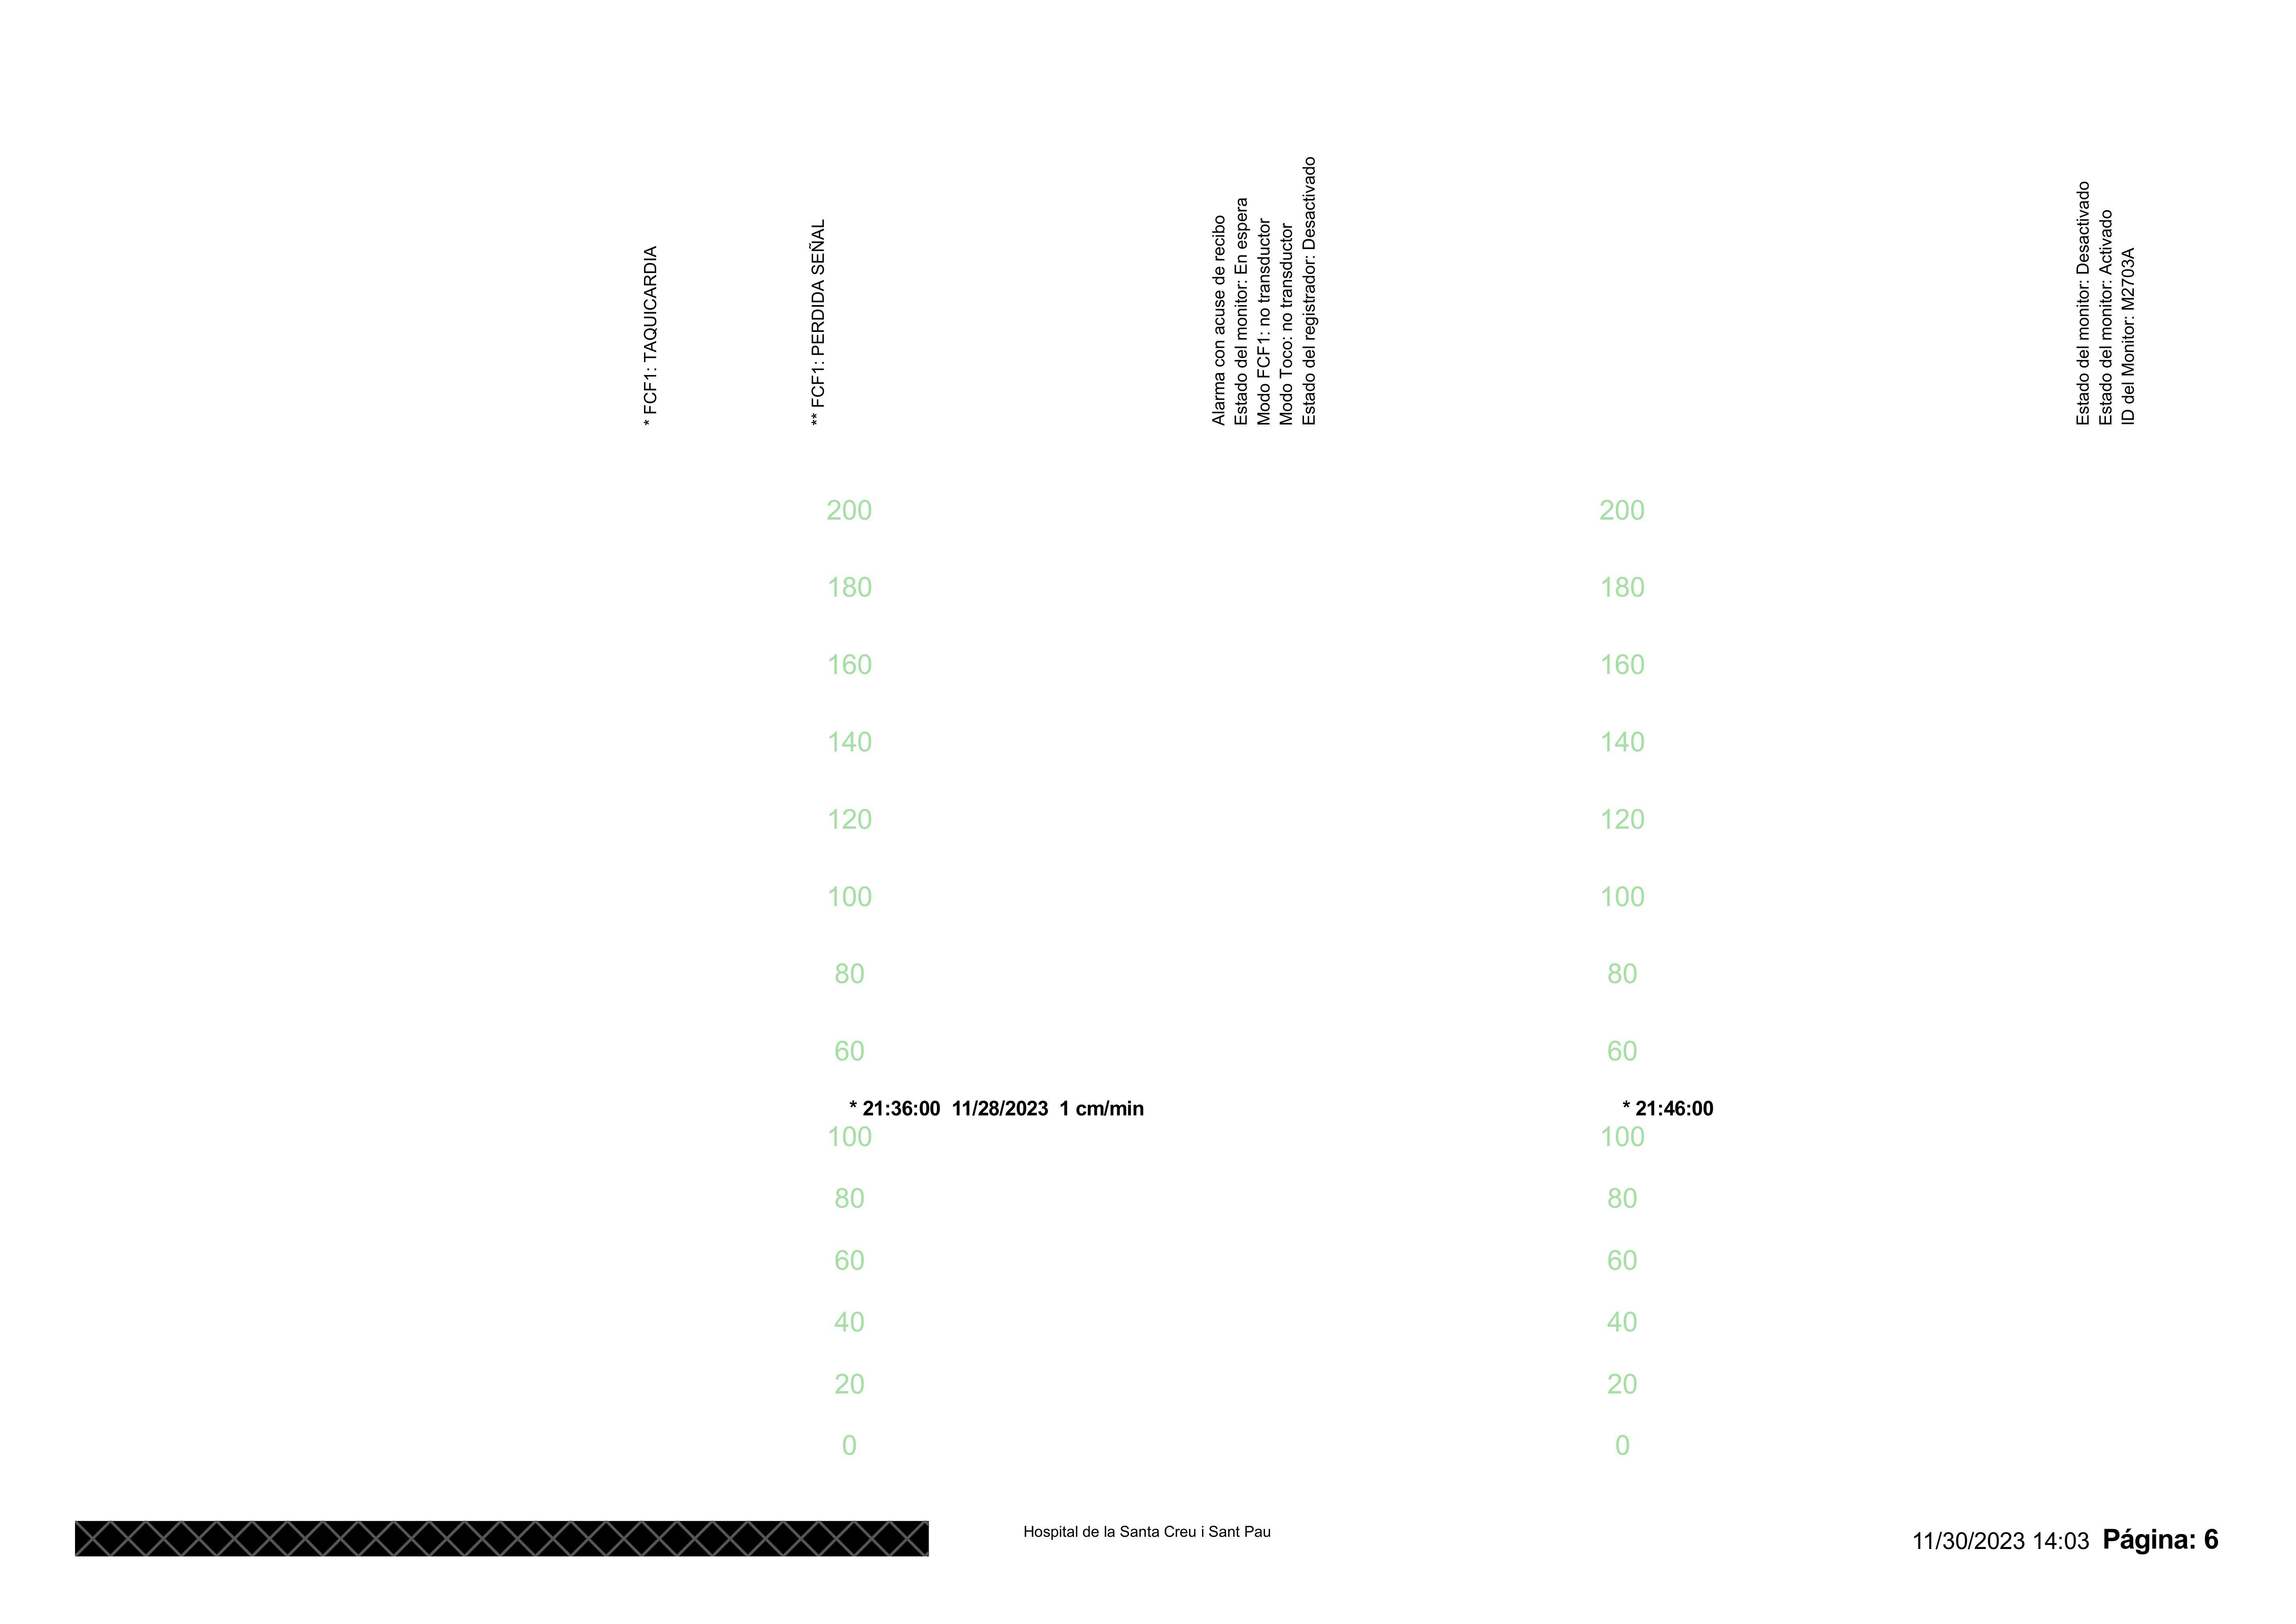 * FCF1: TAQUICARDIA
** FCF1: PERDIDA SEÑAL
Alarma con acuse de recibo
Estado del monitor: En espera
Modo FCF1: no transductor
Modo Toco: no transductor
Estado del registrador: Desactivado
Estado del monitor: Desactivado
Estado del monitor: Activado
ID del Monitor: M2703A
200 200
180 180
160 160
140 140
120 120
100 100
80 80
60 60
* 21:36:00 11/28/2023 1 cm/min * 21:46:00
100 100
80 80
60 60
40 40
20 20
0 0
Hospital de la Santa Creu i Sant Pau
11/30/2023 14:03 Página: 6